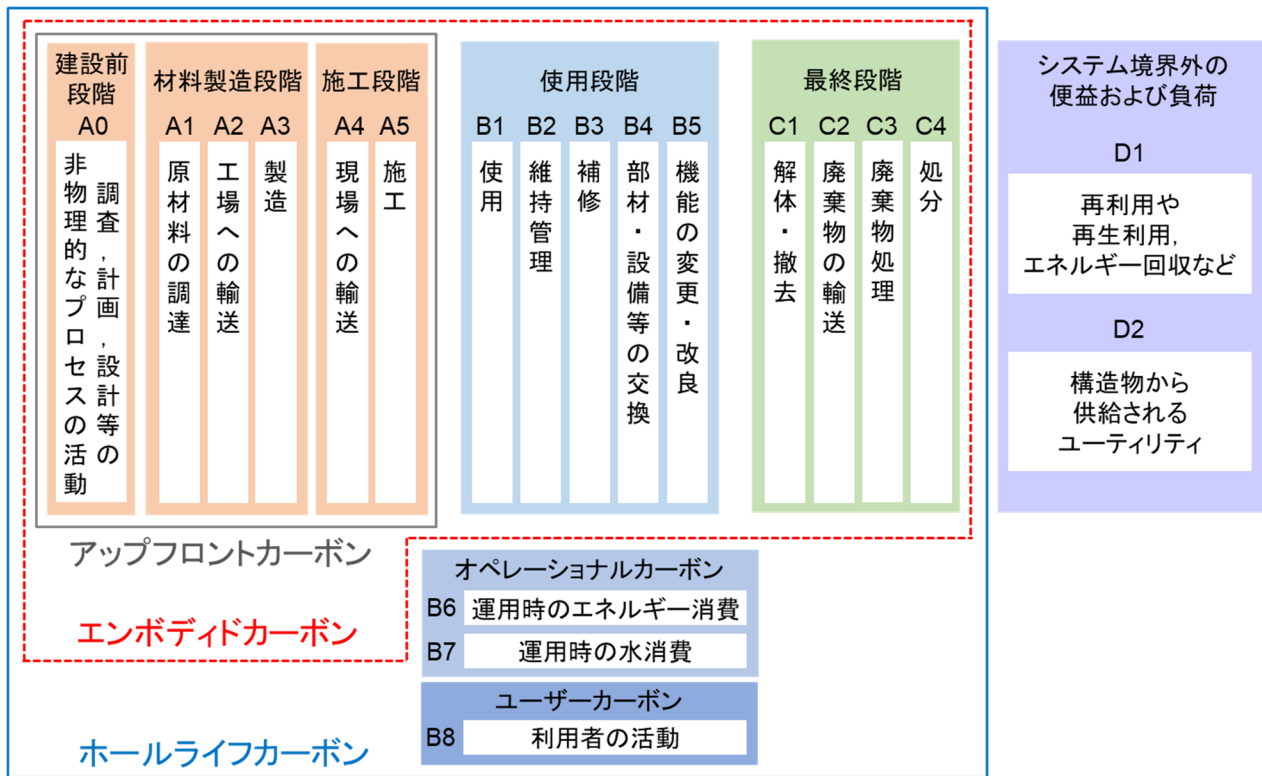 建設前
段階
A0
調査，計画，設計等の
非物理的なプロセスの活動
材料製造段階
A1
原材料の調達
A2
工場への輸送
A3
製造
施工段階
A4
現場への輸送
A5
施工
使用段階
B1
使用
B2
維持管理
B3
補修
B4
部材・設備等の交換
B5
機能の変更・改良
最終段階
C1
解体・撤去
C2
廃棄物の輸送
C3
廃棄物処理
C4
処分
システム境界外の
便益および負荷
D1
再利用や
再生利用，
エネルギー回収など
D2
構造物から
供給される
ユーティリティ
アップフロントカーボン
エンボディドカーボン
オペレーショナルカーボン
B6 運用時のエネルギー消費
B7 運用時の水消費
ユーザーカーボン
B8 利用者の活動
ホールライフカーボン